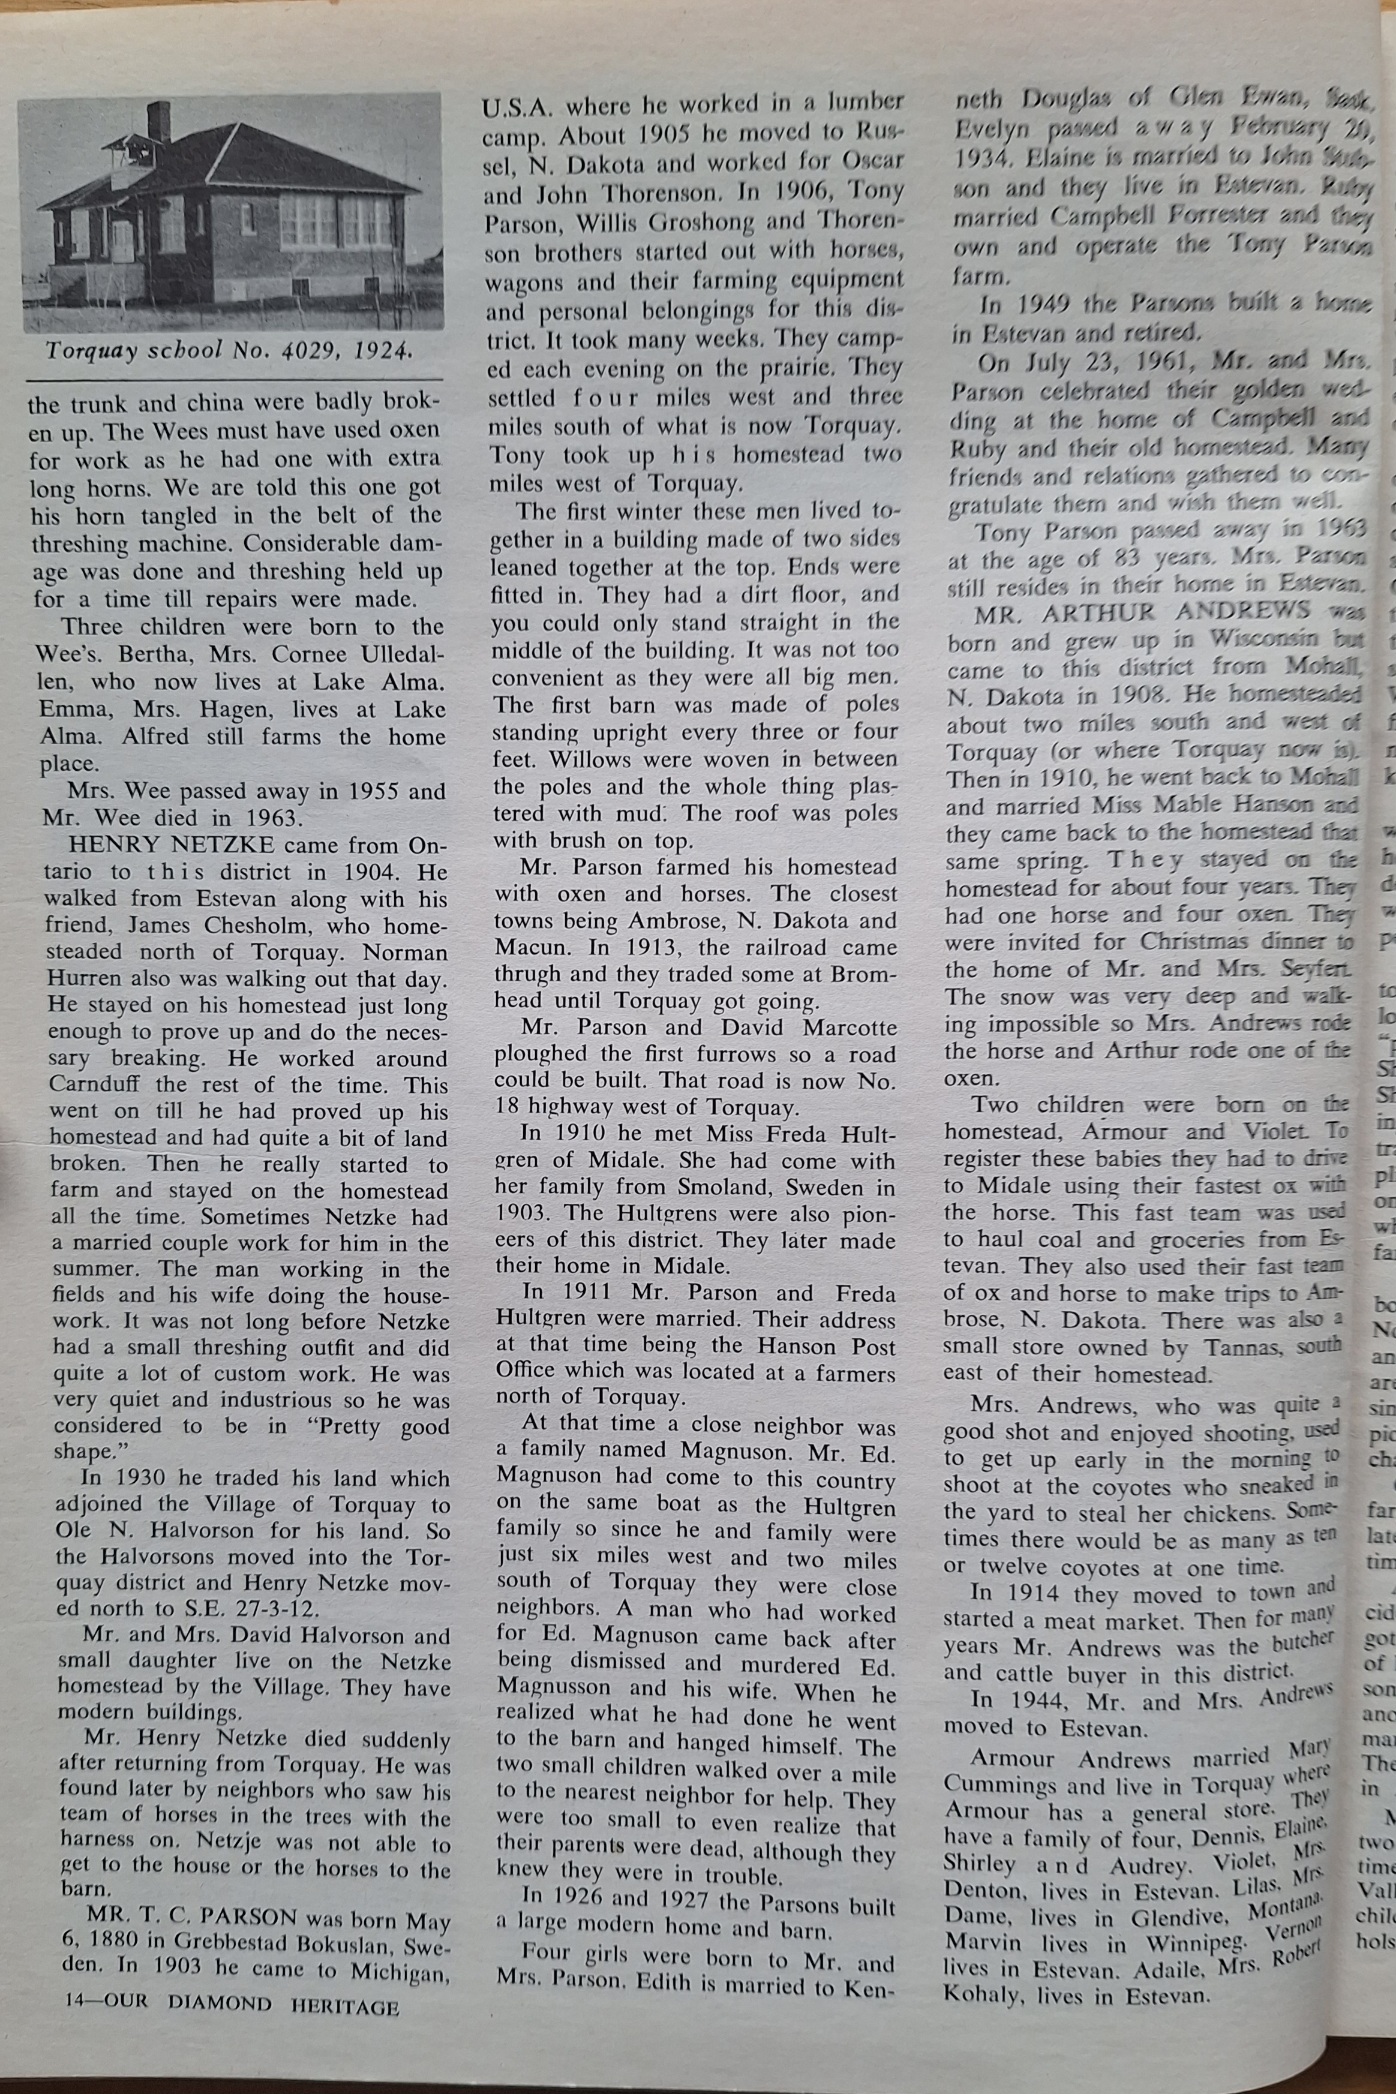 Torquay school No. 4029, 1924.
the trunk and china were badly brok-
en up. The Wees must have used oxen
for work as he had one with extra
long horns. We are told this one got
his horn tangled in the belt of the
threshing machine. Considerable dam-
age was done and threshing held up
for a time till repairs were made.
Three children were born to the
Wee's. Bertha, Mrs. Cornee Ulledal-
len, who now lives at Lake Alma.
Emma, Mrs. Hagen, lives at Lake
Alma. Alfred still farms the home
place.
Mrs. Wee passed away in 1955 and
Mr. Wee died in 1963.
HENRY NETZKE came from On-
tario to this district in 1904. He
walked from Estevan along with his
friend, James Chesholm, who home-
steaded north of Torquay. Norman
Hurren also was walking out that day.
He stayed on his homestead just long
enough to prove up and do the neces-
sary breaking. He worked around
Carnduff the rest of the time. This
went on till he had proved up his
homestead and had quite a bit of land
broken. Then he really started to
farm and stayed on the homestead
all the time. Sometimes Netzke had
a married couple work for him in the
summer. The man working in the
fields and his wife doing the house-
work. It was not long before Netzke
had a small threshing outfit and did
quite a lot of custom work. He was
very quiet and industrious so he was
considered to be in "Pretty good
shape."
In 1930 he traded his land which
adjoined the Village of Torquay to
Ole N. Halvorson for his land. So
the Halvorsons moved into the Tor-
quay district and Henry Netzke mov-
ed north to S.E. 27-3-12.
Mr. and Mrs. David Halvorson and
small daughter live on the Netzke
homestead by the Village. They have
modern buildings.
Mr. Henry Netzke died suddenly
after returning from Torquay. He was
found later by neighbors who saw his
team of horses in the trees with the
harness on. Netzje was not able to
get to the house or the horses to the
barn.
MR. T. C. PARSON was born May
6, 1880 in Grebbestad Bokuslan, Swe-
den. In 1903 he came to Michigan,
14—OUR DIAMOND HERITAGE
U.S.A. where he worked in a lumber
camp. About 1905 he moved to Rus-
sel, N. Dakota and worked for Oscar
and John Thorenson. In 1906, Tony
Parson, Willis Groshong and Thoren-
son brothers started out with horses,
wagons and their farming equipment
and personal belongings for this dis-
trict. It took many weeks. They camp-
ed each evening on the prairie. They
settled four miles west and three
miles south of what is now Torquay.
Tony took up his homestead two
miles west of Torquay.
The first winter these men lived to-
gether in a building made of two sides
leaned together at the top. Ends were
fitted in. They had a dirt floor, and
you could only stand straight in the
middle of the building. It was not too
convenient as they were all big men.
The first barn was made of poles
standing upright every three or four
feet. Willows were woven in between
the poles and the whole thing plas-
tered with mud. The roof was poles
with brush on top.
Mr. Parson farmed his homestead
with oxen and horses. The closest
towns being Ambrose, N. Dakota and
Macun. In 1913, the railroad came
thrugh and they traded some at Brom-
head until Torquay got going.
Mr. Parson and David Marcotte
ploughed the first furrows so a road
could be built. That road is now No.
18 highway west of Torquay.
In 1910 he met Miss Freda Hult-
gren of Midale. She had come with
her family from Smoland, Sweden in
1903. The Hultgrens were also pion-
eers of this district. They later made
their home in Midale.
In 1911 Mr. Parson and Freda
Hultgren were married. Their address
at that time being the Hanson Post
Office which was located at a farmers
north of Torquay.
At that time a close neighbor was
a family named Magnuson. Mr. Ed.
Magnuson had come to this country
on the same boat as the Hultgren
family so since he and family were
just six miles west and two miles
south of Torquay they were close
neighbors. A man who had worked
for Ed. Magnuson came back after
being dismissed and murdered Ed.
Magnusson and his wife. When he
realized what he had done he went
to the barn and hanged himself. The
two small children walked over a mile
to the nearest neighbor for help. They
were too small to even realize that
their parents were dead, although they
knew they were in trouble.
In 1926 and 1927 the Parsons built
a large modern home and barn.
Four girls were born to Mr. and
Mrs. Parson. Edith is married to Ken-
neth Douglas of Glen Ewan, Sask.
Evelyn passed away February 20,
1934. Elaine is married to John
son and they live in Estevan. Ruby
married Campbell Forrester and they
own and operate the Tony Parson
farm.
In 1949 the Parsons built a home
in Estevan and retired.
On July 23, 1961, Mr. and Mrs.
Parson celebrated their golden wed-
ding at the home of Campbell and
Ruby and their old homestead. Many
friends and relations gathered to con-
gratulate them and wish them well.
Tony Parson passed away in 1963
at the age of 83 years. Mrs. Parson
still resides in their home in Estevan.
MR. ARTHUR ANDREWS was
born and grew up in Wisconsin but
came to this district from Mohall,
N. Dakota in 1908. He homesteaded
about two miles south and west of
Torquay (or where Torquay now is).
Then in 1910, he went back to Mohall
and married Miss Mable Hanson and
they came back to the homestead that
same spring. They stayed on the
homestead for about four years. They
had one horse and four oxen. They
were invited for Christmas dinner to
the home of Mr. and Mrs. Seyfert.
The snow was very deep and walk-
ing impossible so Mrs. Andrews rode
the horse and Arthur rode one of the
oxen.
Two children were born on the
homestead, Armour and Violet. To
register these babies they had to drive
to Midale using their fastest ox with
the horse. This fast team was used
to haul coal and groceries from Es-
tevan. They also used their fast team
of ox and horse to make trips to Am-
brose, N. Dakota. There was also a
small store owned by Tannas, south
east of their homestead.
Mrs. Andrews, who was quite a
good shot and enjoyed shooting, used
to get up early in the morning to
shoot at the coyotes who sneaked in
the yard to steal her chickens. Some-
times there would be as many as ten
or twelve coyotes at one time.
In 1914 they moved to town and
started a meat market. Then for many
years Mr. Andrews was the butcher
and cattle buyer in this district.
In 1944, Mr. and Mrs. Andrews
moved to Estevan.
Armour Andrews married Mary
Cummings and live in Torquay where
Armour has a general store. They
have a family of four, Dennis, Elaine,
Shirley and Audrey. Violet, Mrs.
Denton, lives in Estevan. Lilas, Mrs.
Dame, lives in Glendive, Montana.
Marvin lives in Winnipeg. Vernon
lives in Estevan. Adaile, Mrs. Robert
Kohaly, lives in Estevan.